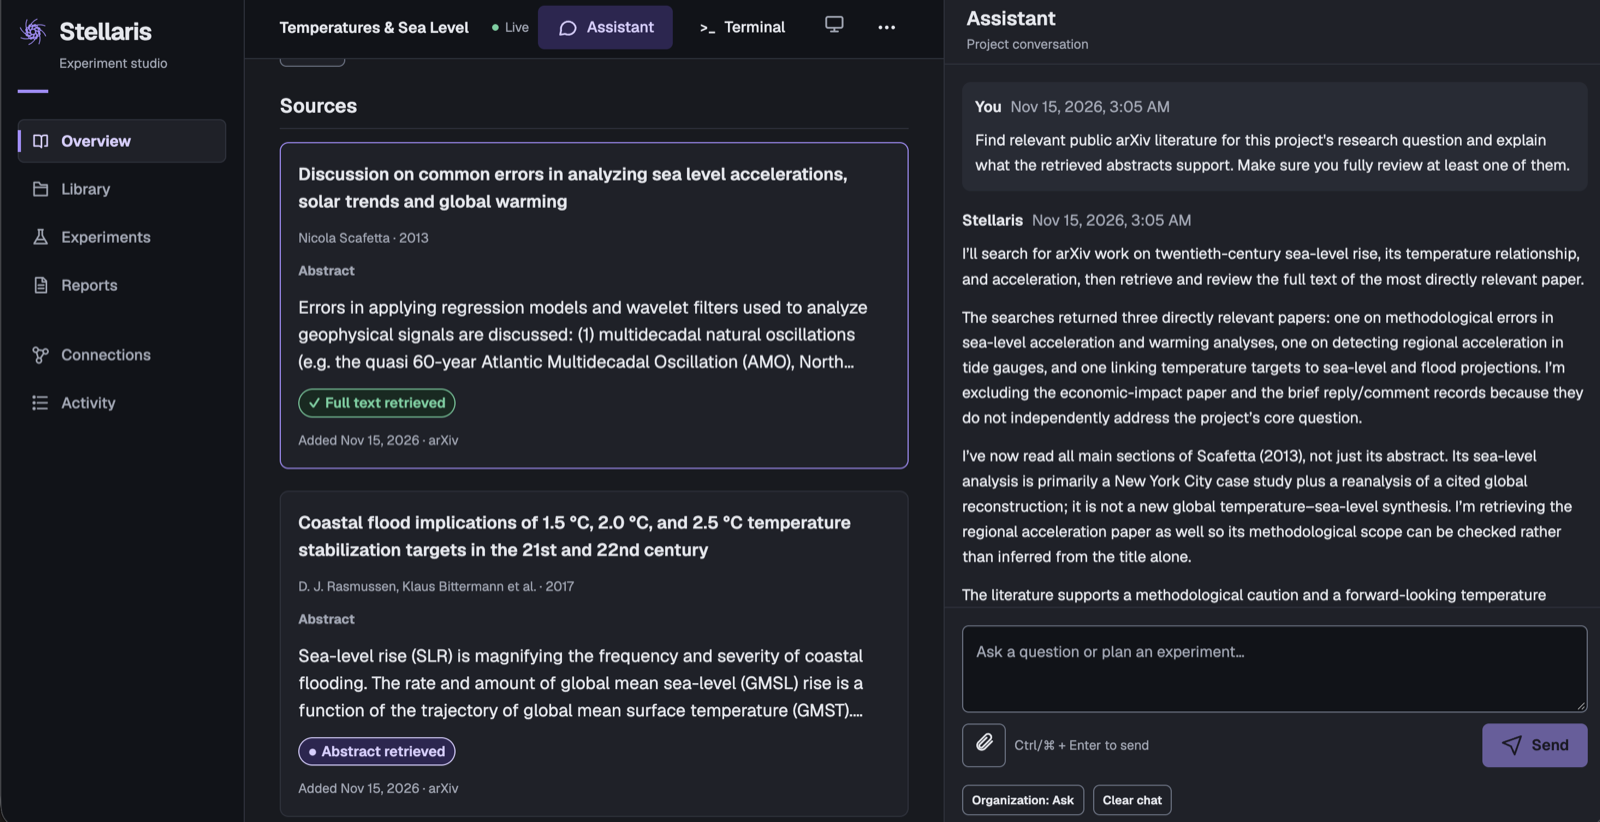 Stellaris
Experiment studio
Overview
Library
Experiments
Reports
Connections
Activity
Temperatures & Sea Level
Live
Assistant
>_ Terminal
Sources
Discussion on common errors in analyzing sea level accelerations,
solar trends and global warming
Nicola Scafetta · 2013
Abstract
Errors in applying regression models and wavelet filters used to analyze
geophysical signals are discussed: (1) multidecadal natural oscillations
(e.g. the quasi 60-year Atlantic Multidecadal Oscillation (AMO), North...
✓ Full text retrieved
Added Nov 15, 2026 · arXiv
Coastal flood implications of 1.5 °C, 2.0 °C, and 2.5 °C temperature
stabilization targets in the 21st and 22nd century
D. J. Rasmussen, Klaus Bittermann et al. · 2017
Abstract
Sea-level rise (SLR) is magnifying the frequency and severity of coastal
flooding. The rate and amount of global mean sea-level (GMSL) rise is a
function of the trajectory of global mean surface temperature (GMST)....
Abstract retrieved
Added Nov 15, 2026 · arXiv
Assistant
Project conversation
You Nov 15, 2026, 3:05 AM
Find relevant public arXiv literature for this project's research question and explain
what the retrieved abstracts support. Make sure you fully review at least one of them.
Stellaris Nov 15, 2026, 3:05 AM
I'll search for arXiv work on twentieth-century sea-level rise, its temperature relationship,
and acceleration, then retrieve and review the full text of the most directly relevant paper.
The searches returned three directly relevant papers: one on methodological errors in
sea-level acceleration and warming analyses, one on detecting regional acceleration in
tide gauges, and one linking temperature targets to sea-level and flood projections. I'm
excluding the economic-impact paper and the brief reply/comment records because they
do not independently address the project's core question.
I've now read all main sections of Scafetta (2013), not just its abstract. Its sea-level
analysis is primarily a New York City case study plus a reanalysis of a cited global
reconstruction; it is not a new global temperature–sea-level synthesis. I'm retrieving the
regional acceleration paper as well so its methodological scope can be checked rather
than inferred from the title alone.
The literature supports a methodological caution and a forward-looking temperature
Ask a question or plan an experiment...
Ctrl/⌘ + Enter to send
Send
Organization: Ask
Clear chat